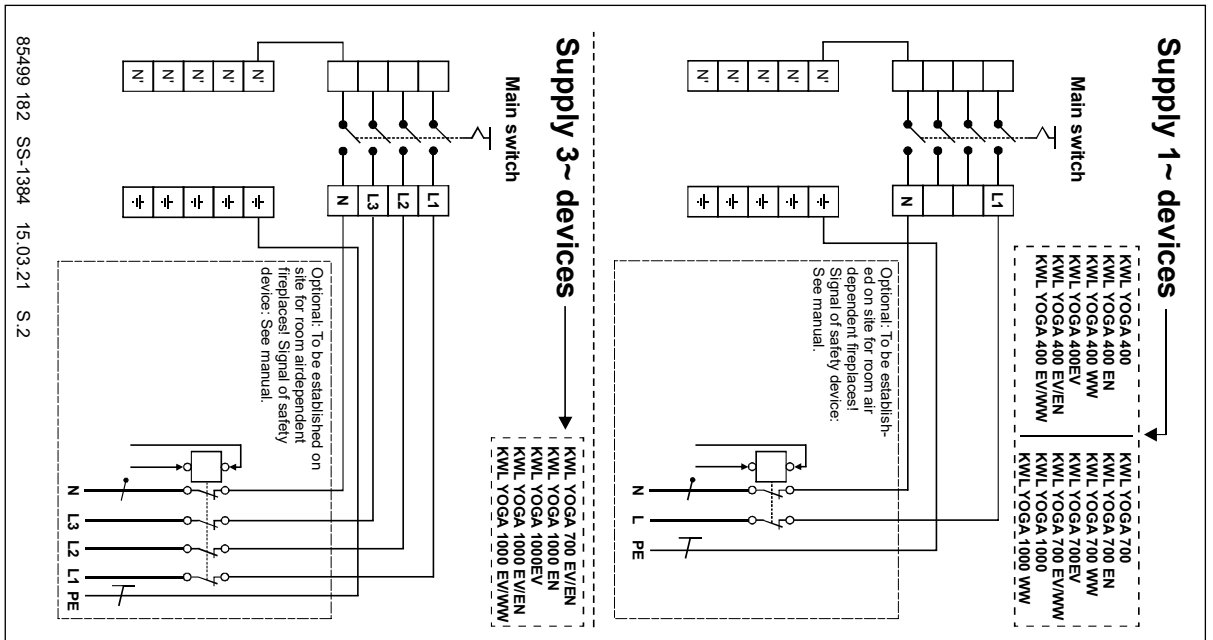 Supply 1~ devices
KWL YOGA 400
KWL YOGA 400 EN
KWL YOGA 400 WW
KWL YOGA 400EV
KWL YOGA 400 EV/EN
KWL YOGA 400 EV/WW
KWL YOGA 700
KWL YOGA 700 EN
KWL YOGA 700 WW
KWL YOGA 700EV
KWL YOGA 700 EV/WW
KWL YOGA 1000
KWL YOGA 1000 WW
Main switch
L1
N
N'
N'
N'
N'
N'
Optional: To be establish-
ed on site for room air
dependent fireplaces!
Signal of safety device:
See manual.
N
L
PE
Supply 3~ devices
KWL YOGA 700 EV/EN
KWL YOGA 1000 EN
KWL YOGA 1000EV
KWL YOGA 1000 EV/EN
KWL YOGA 1000 EV/WW
Main switch
L1
L2
L3
N
N'
N'
N'
N'
N'
Optional: To be established on
site for room airdependent
fireplaces! Signal of safety
device: See manual.
N
L3
L2
L1
PE
85499 182 SS-1384 15.03.21 S.2